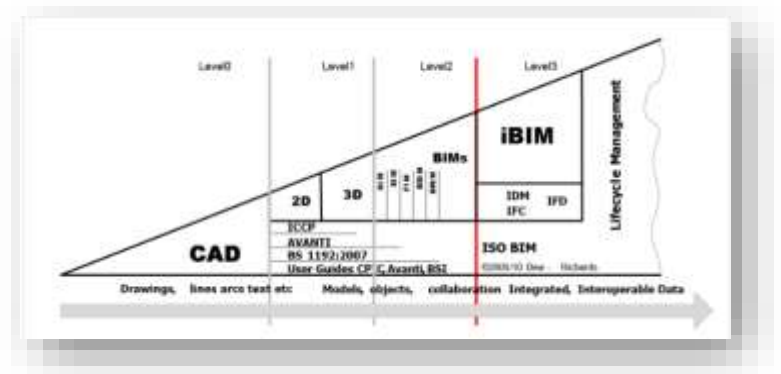 Level0 Level1 Level2 Level3
iBIM
BIMs
2D 3D
IDM IFD
IFC
Lifecycle Management
CAD
ICCP
AVANTI
BS 1192:2007
User Guides CPIC, Avanti, BSI
ISO BIM
Drawings, lines arcs text etc Models, objects, collaboration Integrated, Interoperable Data